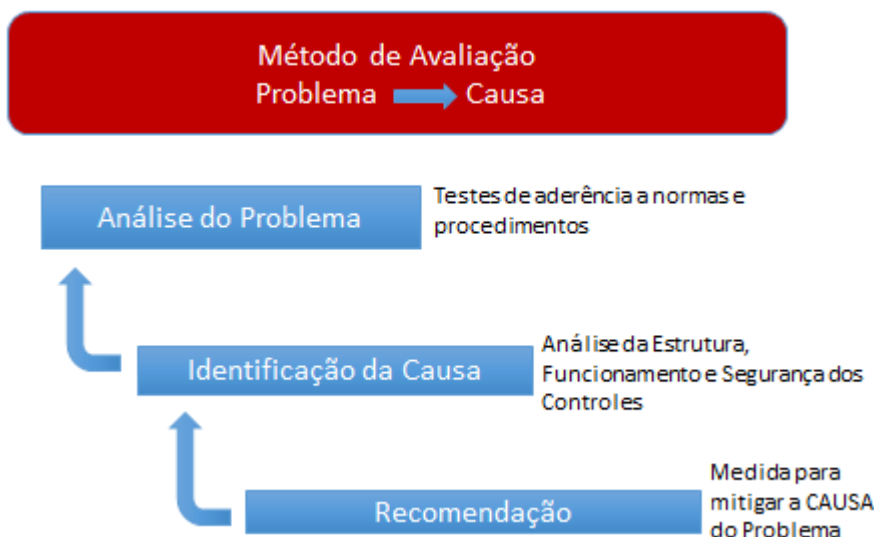 Método de Avaliação
Problema Causa
Análise do Problema
Testes de aderência a normas e
procedimentos
Identificação da Causa
Análise da Estrutura,
Funcionamento e Segurança dos
Controles
Recomendação
Medida para
mitigar a CAUSA
do Problema